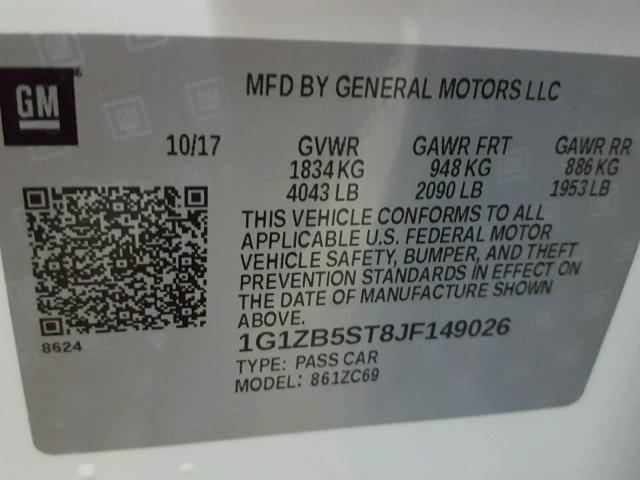 GM
MFD BY GENERAL MOTORS LLC
10/17 GVWR GAWR FRT GAWR RR
1834 KG 948 KG 886 KG
4043 LB 2090 LB 1953 LB
THIS VEHICLE CONFORMS TO ALL
APPLICABLE U.S. FEDERAL MOTOR
VEHICLE SAFETY, BUMPER, AND THEFT
PREVENTION STANDARDS IN EFFECT ON
THE DATE OF MANUFACTURE SHOWN
ABOVE.
8624
1G1ZB5ST8JF149026
TYPE: PASS CAR
MODEL: 861ZC69